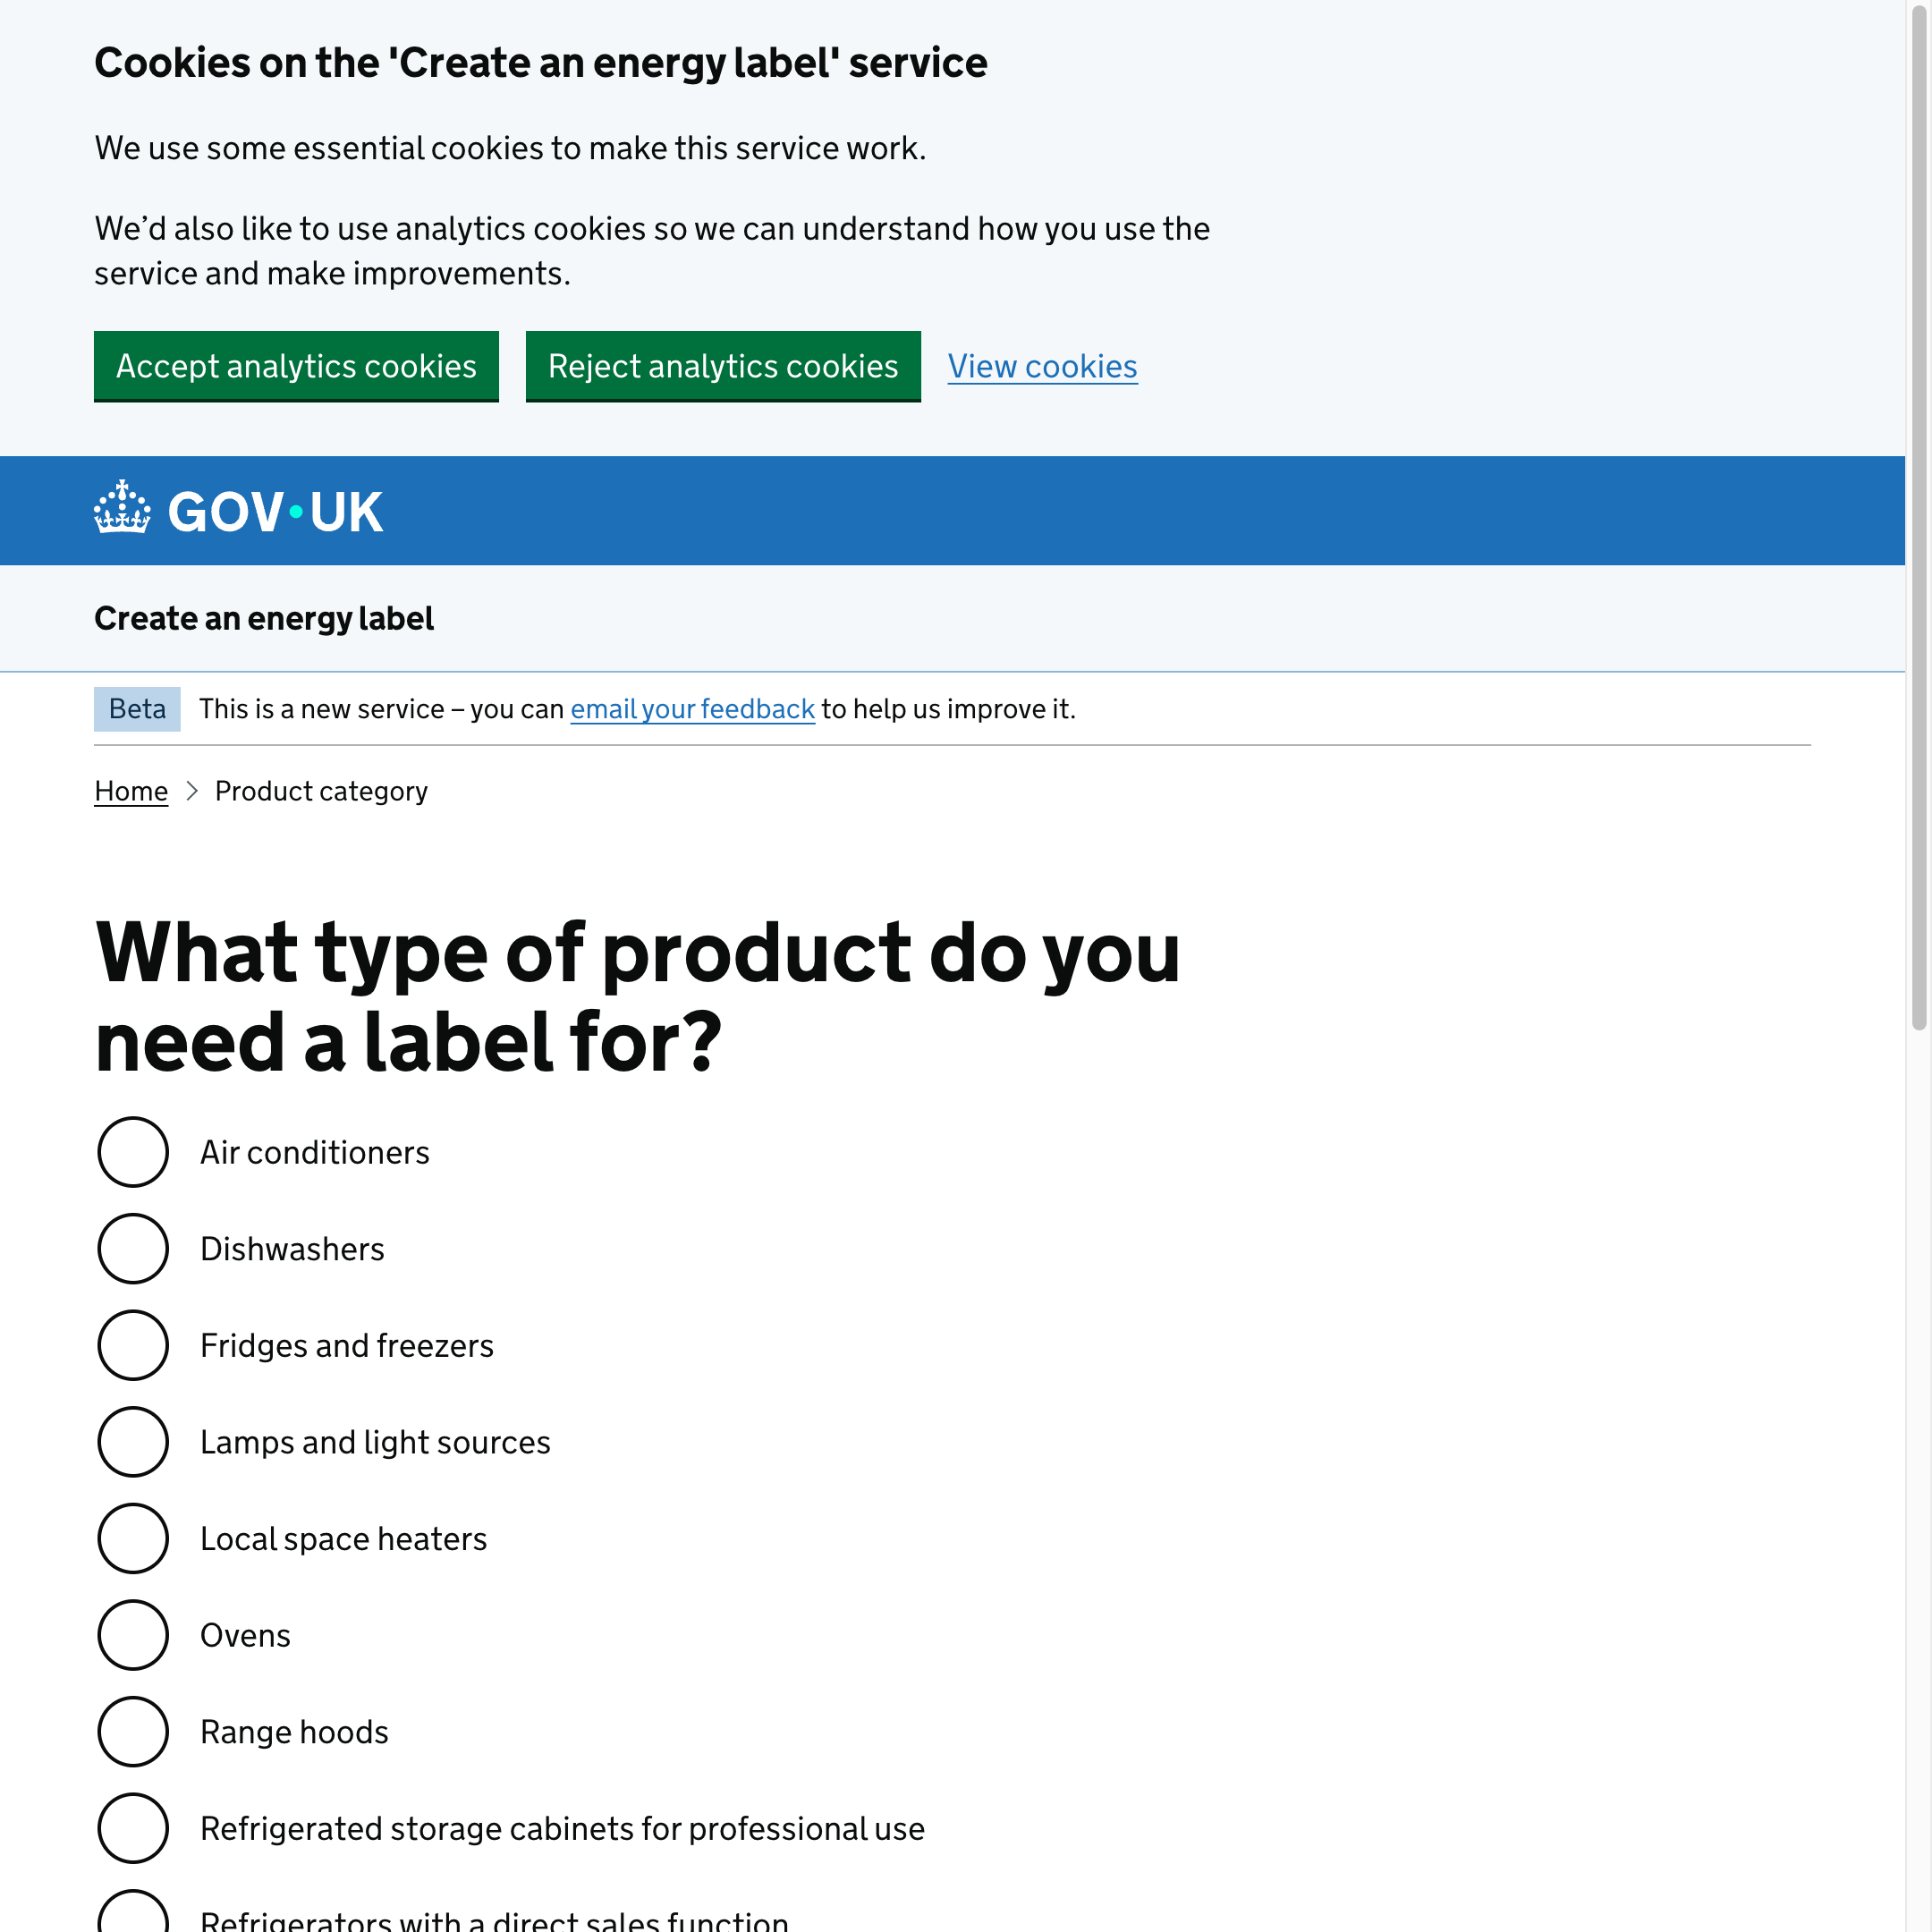 Cookies on the 'Create an energy label' service
We use some essential cookies to make this service work.
We’d also like to use analytics cookies so we can understand how you use the
service and make improvements.
Accept analytics cookies
Reject analytics cookies
View cookies
GOV·UK
Create an energy label
Beta
This is a new service – you can email your feedback to help us improve it.
Home
Product category
What type of product do you
need a label for?
Air conditioners
Dishwashers
Fridges and freezers
Lamps and light sources
Local space heaters
Ovens
Range hoods
Refrigerated storage cabinets for professional use
Refrigerators with a direct sales function